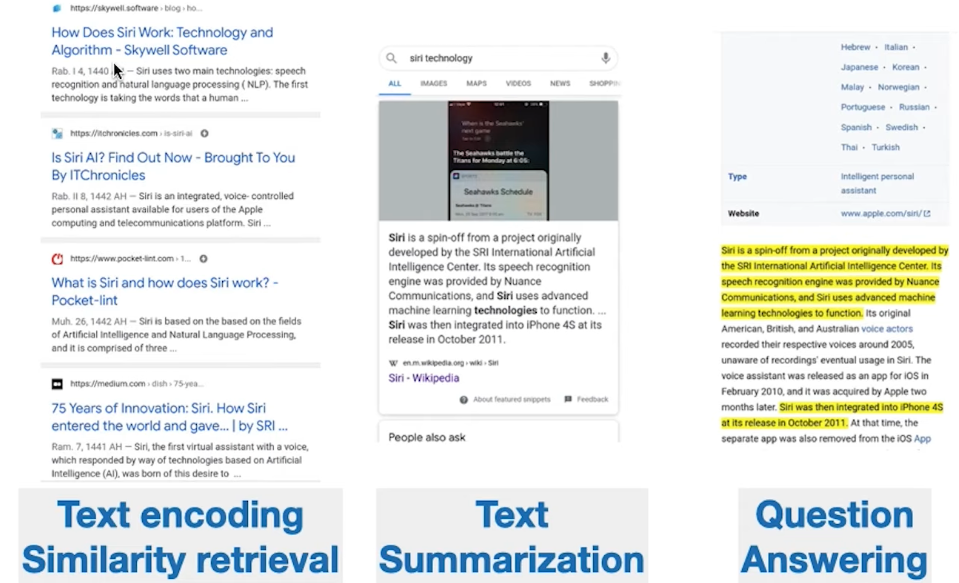 https://skywell.software › blog › ho...
How Does Siri Work: Technology and
Algorithm - Skywell Software
Rab. I 4, 1440 — Siri uses two main technologies: speech
recognition and natural language processing ( NLP). The first
technology is taking the words that a human ...
https://itchronicles.com › is-siri-ai
Is Siri AI? Find Out Now - Brought To You
By ITChronicles
Rab. II 8, 1442 AH — Siri is an integrated, voice- controlled
personal assistant available for users of the Apple
computing and telecommunications platform. Siri ...
https://www.pocket-lint.com › 1...
What is Siri and how does Siri work? -
Pocket-lint
Muh. 26, 1442 AH — Siri is based on the based on the fields
of Artificial Intelligence and Natural Language Processing,
and it is comprised of three ...
https://medium.com › dish › 75-yea...
75 Years of Innovation: Siri. How Siri
entered the world and gave... | by SRI ...
Ram. 7, 1441 AH — Siri, the first virtual assistant with a voice,
which responded by way of technologies based on Artificial
Intelligence (AI), was born of this desire to ...
Text encoding
Similarity retrieval
siri technology
ALL IMAGES MAPS VIDEOS NEWS SHOPPIN
When is the Seahawks'
next game
The Seahawks battle the
Titans for Monday at 6:05:
Seahawks Schedule
Siri is a spin-off from a project originally
developed by the SRI International Artificial
Intelligence Center. Its speech recognition
engine was provided by Nuance
Communications, and Siri uses advanced
machine learning technologies to function. ...
Siri was then integrated into iPhone 4S at its
release in October 2011.
W en.m.wikipedia.org › wiki › Siri
Siri - Wikipedia
About featured snippets Feedback
People also ask
Text
Summarization
Hebrew · Italian ·
Japanese · Korean ·
Malay · Norwegian ·
Portuguese · Russian ·
Spanish · Swedish ·
Thai · Turkish
Type Intelligent personal
assistant
Website www.apple.com/siri/
Siri is a spin-off from a project originally developed by
the SRI International Artificial Intelligence Center. Its
speech recognition engine was provided by Nuance
Communications, and Siri uses advanced machine
learning technologies to function. Its original
American, British, and Australian voice actors
recorded their respective voices around 2005,
unaware of recordings' eventual usage in Siri. The
voice assistant was released as an app for iOS in
February 2010, and it was acquired by Apple two
months later. Siri was then integrated into iPhone 4S
at its release in October 2011. At that time, the
separate app was also removed from the iOS App
Question
Answering